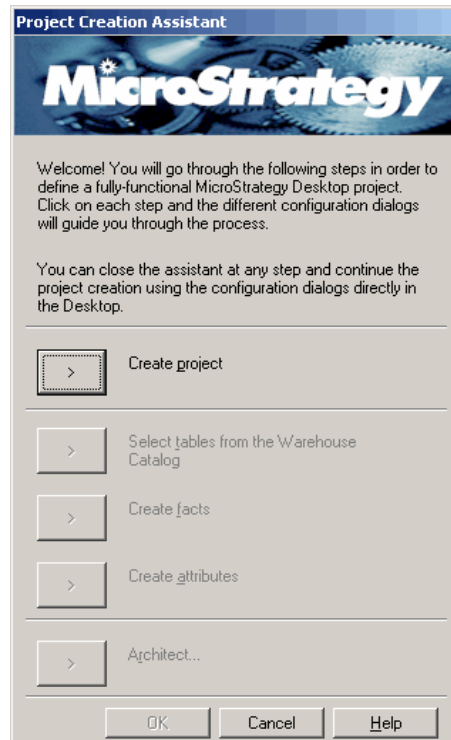 Project Creation Assistant
MicroStrategy
Welcome! You will go through the following steps in order to
define a fully-functional MicroStrategy Desktop project.
Click on each step and the different configuration dialogs
will guide you through the process.
You can close the assistant at any step and continue the
project creation using the configuration dialogs directly in
the Desktop.
> Create project
> Select tables from the Warehouse
Catalog
> Create facts
> Create attributes
> Architect...
OK Cancel Help